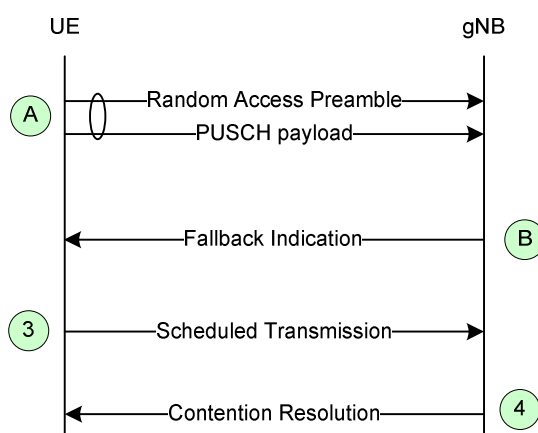 UE
gNB
Random Access Preamble
A
PUSCH payload
Fallback Indication
B
3
Scheduled Transmission
Contention Resolution
4